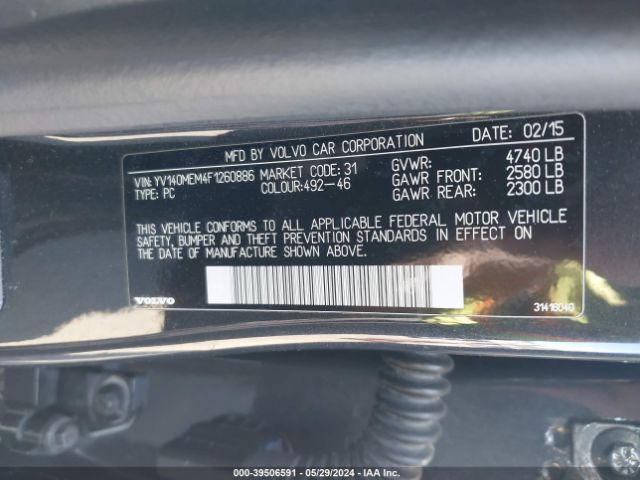 MFD BY VOLVO CAR CORPORATION DATE: 02/15
VIN: YV140MEM4F1260886 MARKET CODE: 31 GVWR: 4740 LB
TYPE: PC COLOUR:492-46 GAWR FRONT: 2580 LB
GAWR REAR: 2300 LB
THIS VEHICLE CONFORMS TO ALL APPLICABLE FEDERAL MOTOR VEHICLE
SAFETY, BUMPER AND THEFT PREVENTION STANDARDS IN EFFECT ON
THE DATE OF MANUFACTURE SHOWN ABOVE.
VOLVO 31416040
000-39506591 - 05/29/2024 - IAA Inc.